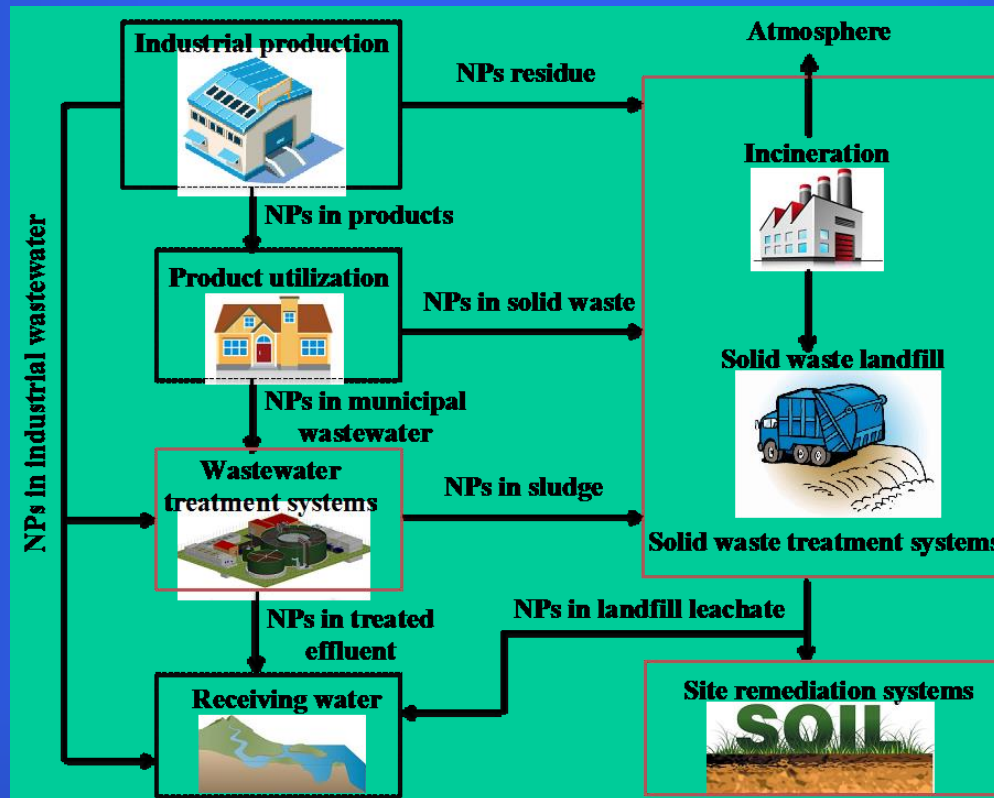 Industrial production
Atmosphere
NPs residue
Incineration
NPs in products
Product utilization
NPs in solid waste
NPs in industrial wastewater
Solid waste landfill
NPs in municipal
wastewater
Wastewater
treatment systems
NPs in sludge
Solid waste treatment systems
NPs in treated
effluent
NPs in landfill leachate
Receiving water
Site remediation systems
SOIL